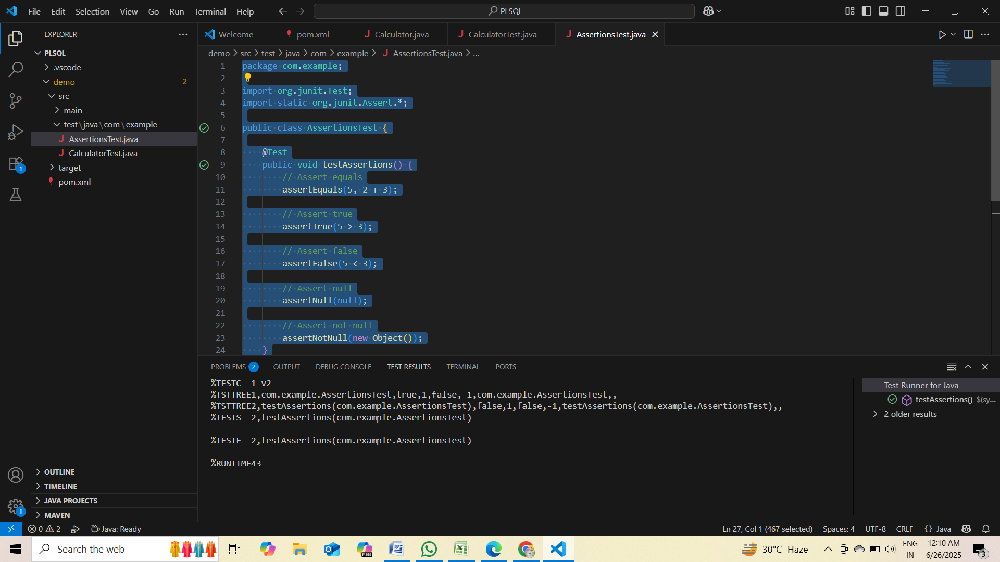 File Edit Selection View Go Run Terminal Help PLSQL
EXPLORER
PLSQL
.vscode
demo 2
src
main
test\java\com\example
AssertionsTest.java
CalculatorTest.java
target
pom.xml
OUTLINE
TIMELINE
JAVA PROJECTS
MAVEN
1
1
Welcome pom.xml Calculator.java CalculatorTest.java AssertionsTest.java
demo > src > test > java > com > example > AssertionsTest.java > ...
1 package com.example;
2
3 import org.junit.Test;
4 import static org.junit.Assert.*;
5
6 public class AssertionsTest {
7
8 @Test
9 public void testAssertions() {
10 // Assert equals
11 assertEquals(5, 2 + 3);
12
13 // Assert true
14 assertTrue(5 > 3);
15
16 // Assert false
17 assertFalse(5 < 3);
18
19 // Assert null
20 assertNull(null);
21
22 // Assert not null
23 assertNotNull(new Object());
24 }
PROBLEMS 2 OUTPUT DEBUG CONSOLE TEST RESULTS TERMINAL PORTS
%TESTC 1 v2
%TSTTREE1,com.example.AssertionsTest,true,1,false,-1,com.example.AssertionsTest,,
%TSTTREE2,testAssertions(com.example.AssertionsTest),false,1,false,-1,testAssertions(com.example.AssertionsTest),,
%TESTS 2,testAssertions(com.example.AssertionsTest)
%TESTE 2,testAssertions(com.example.AssertionsTest)
%RUNTIME43
Test Runner for Java
testAssertions() $(sy...
2 older results
0 2 Java: Ready Ln 27, Col 1 (467 selected) Spaces: 4 UTF-8 CRLF {} Java
Search the web M365 30°C Haze ENG IN 12:10 AM 6/26/2025 3